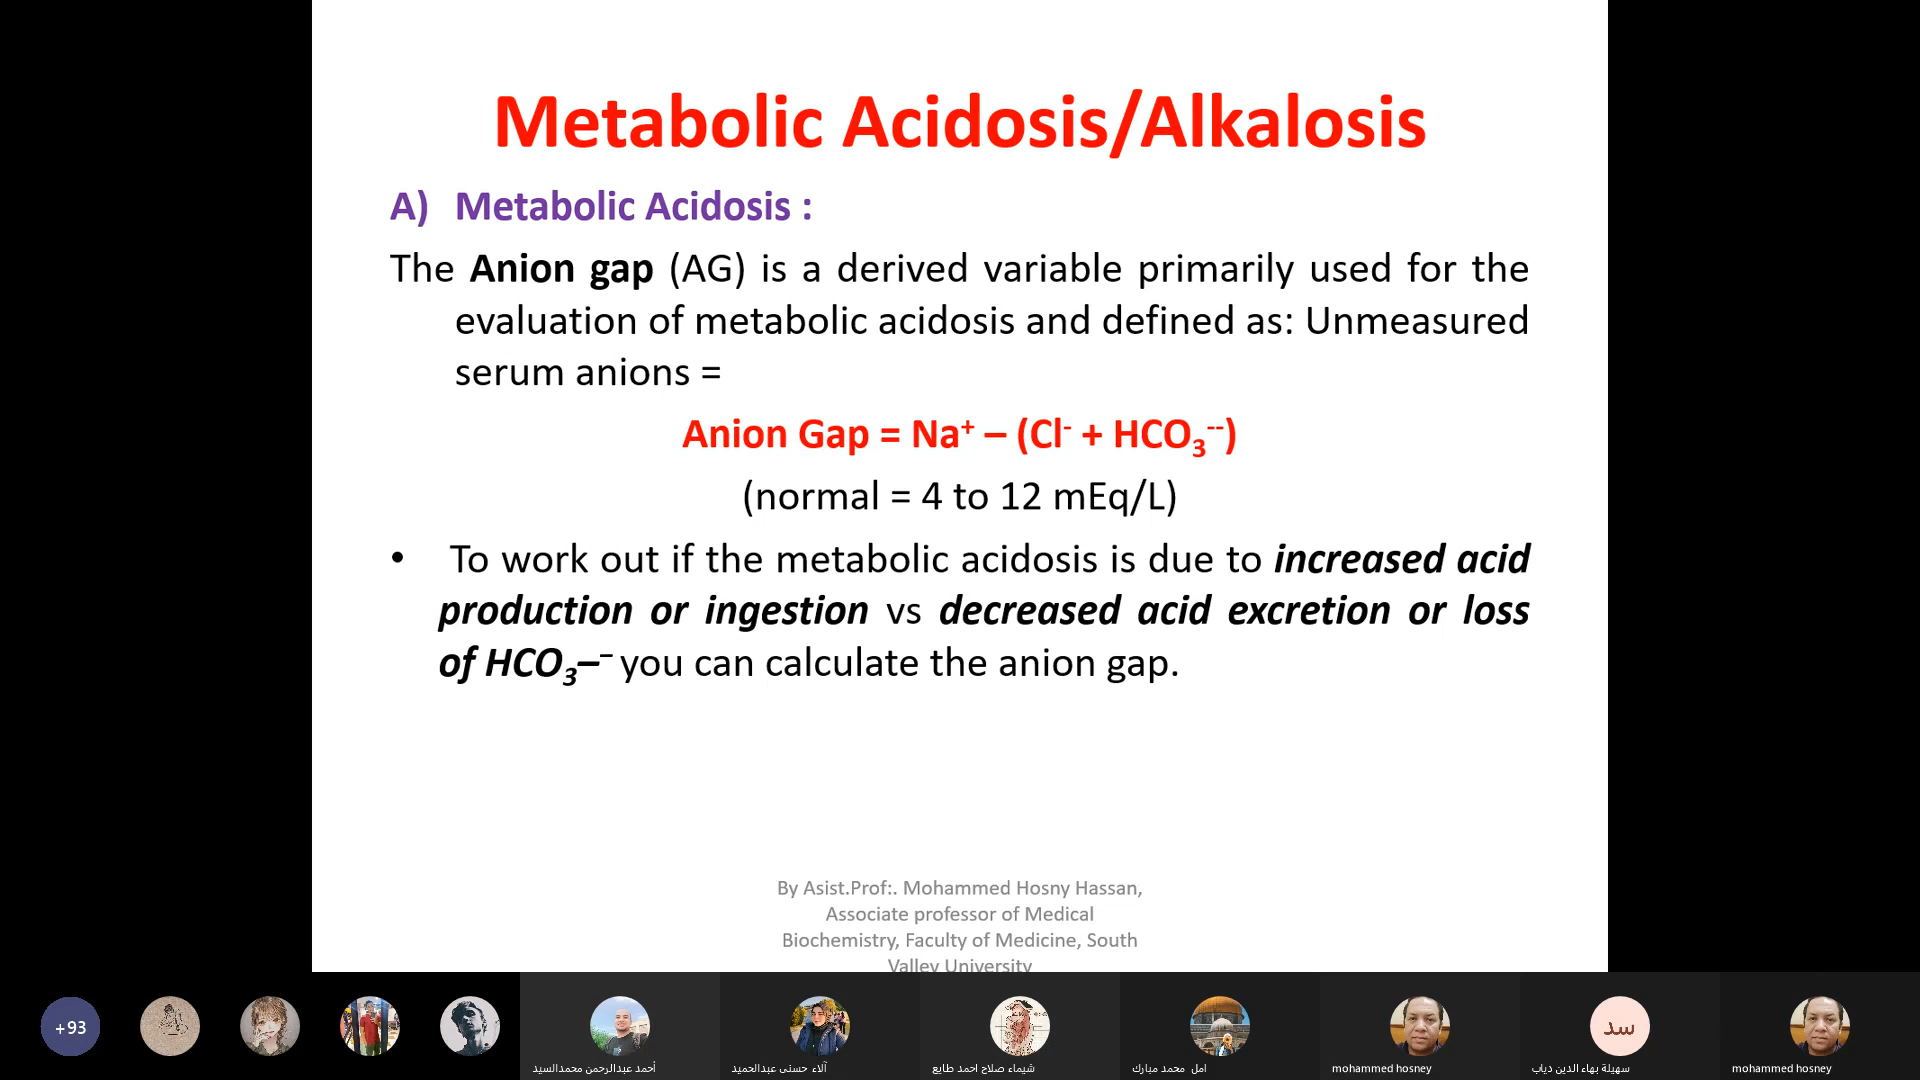 Metabolic Acidosis/Alkalosis
A) Metabolic Acidosis :
The Anion gap (AG) is a derived variable primarily used for the
evaluation of metabolic acidosis and defined as: Unmeasured
serum anions =
Anion Gap = Na⁺ – (Cl⁻ + HCO₃⁻⁻)
(normal = 4 to 12 mEq/L)
• To work out if the metabolic acidosis is due to increased acid
production or ingestion vs decreased acid excretion or loss
of HCO₃–⁻ you can calculate the anion gap.
By Asist.Prof:. Mohammed Hosny Hassan,
Associate professor of Medical
Biochemistry, Faculty of Medicine, South
Valley University
+93
سد
أحمد عبدالرحمن محمدالسيد
آلاء حسنى عبدالحميد
شيماء صلاح احمد طايع
امل محمد مبارك
mohammed hosney
سهيلة بهاء الدين دياب
mohammed hosney